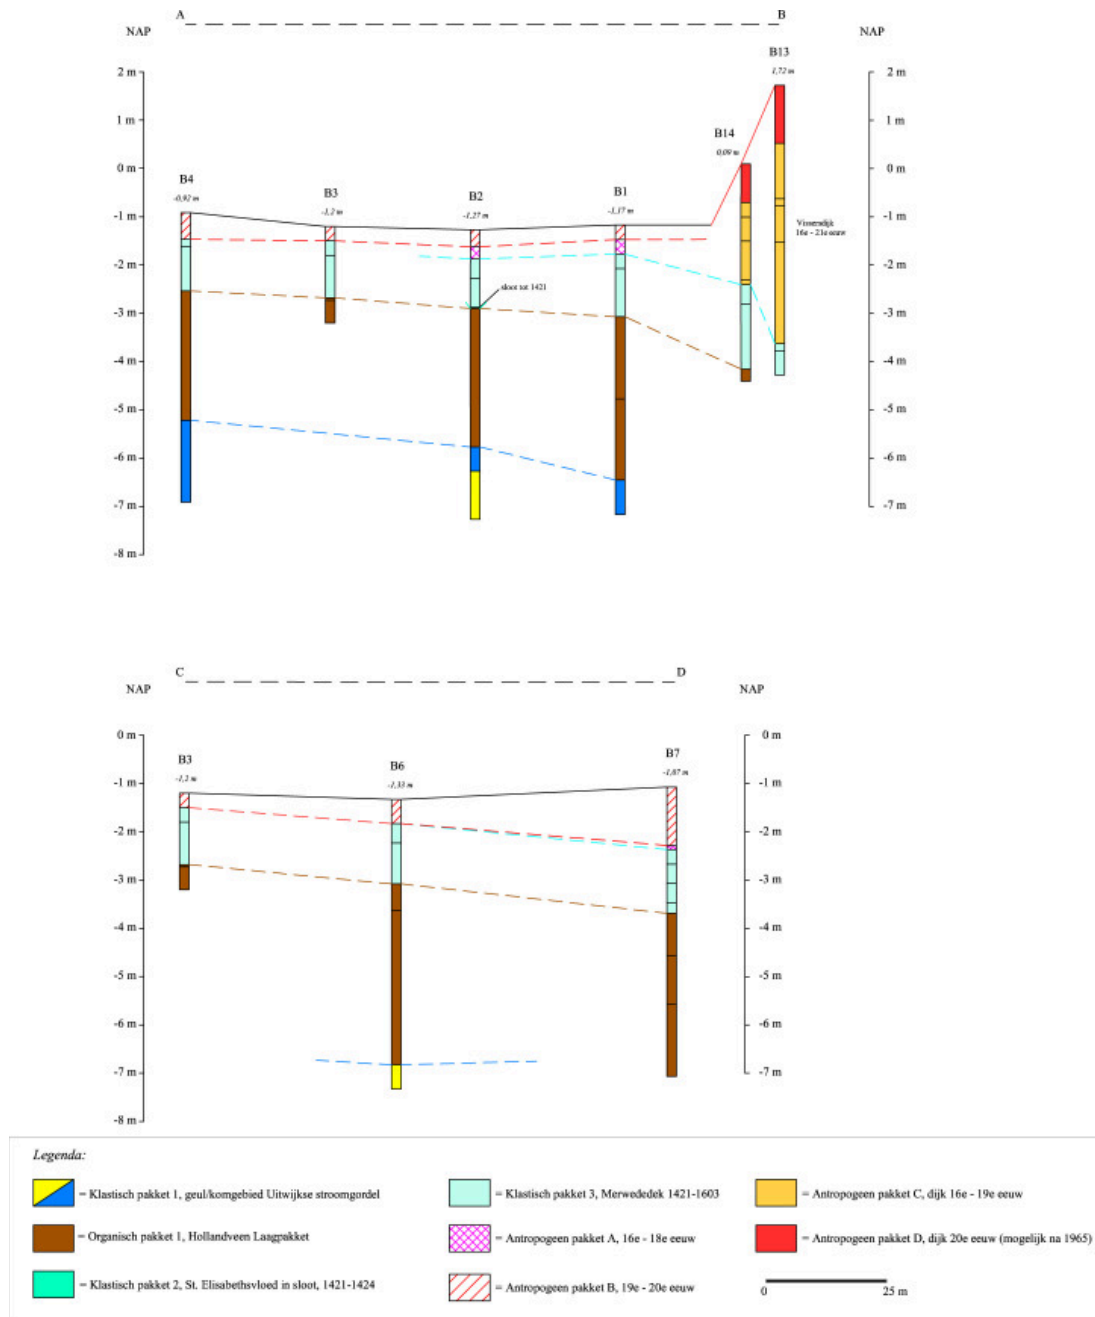 A B
NAP NAP
B13
1,72 m
2 m 2 m
1 m 1 m
B14
0,09 m
0 m 0 m
B4 B3 B2 B1
-0,92 m -1,2 m -1,27 m -1,17 m
-1 m -1 m
Vissendijk
16e - 21e eeuw
-2 m -2 m
sloot tot 1421
-3 m -3 m
-4 m -4 m
-5 m -5 m
-6 m -6 m
-7 m -7 m
-8 m
C D
NAP NAP
0 m 0 m
B3 B6 B7
-1,2 m -1,33 m -1,07 m
-1 m -1 m
-2 m -2 m
-3 m -3 m
-4 m -4 m
-5 m -5 m
-6 m -6 m
-7 m -7 m
-8 m
Legenda:
= Klastisch pakket 1, geul/komgebied Uitwijkse stroomgordel
= Organisch pakket 1, Hollandveen Laagpakket
= Klastisch pakket 2, St. Elisabethsvloed in sloot, 1421-1424
= Klastisch pakket 3, Merwededek 1421-1603
= Antropogeen pakket A, 16e - 18e eeuw
= Antropogeen pakket B, 19e - 20e eeuw
= Antropogeen pakket C, dijk 16e - 19e eeuw
= Antropogeen pakket D, dijk 20e eeuw (mogelijk na 1965)
0 25 m